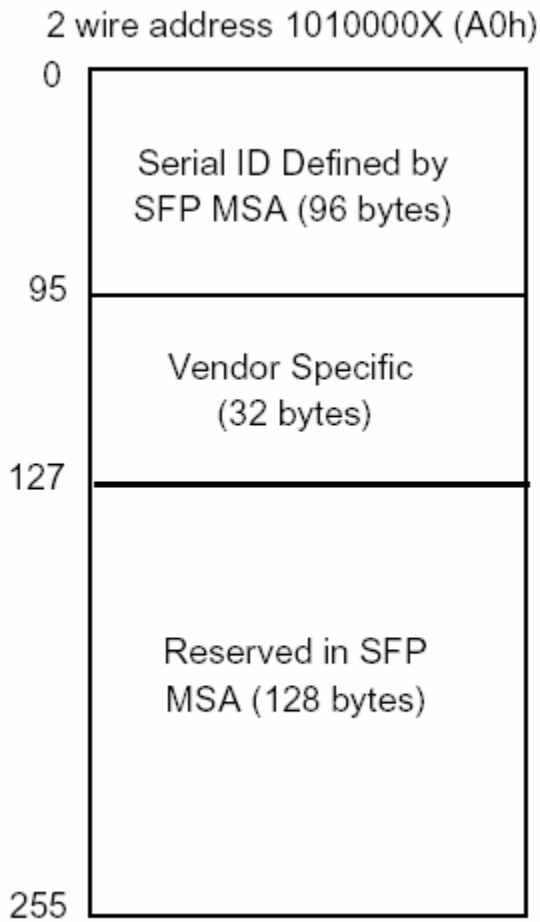 2 wire address 1010000X (A0h)
0
Serial ID Defined by
SFP MSA (96 bytes)
95
Vendor Specific
(32 bytes)
127
Reserved in SFP
MSA (128 bytes)
255